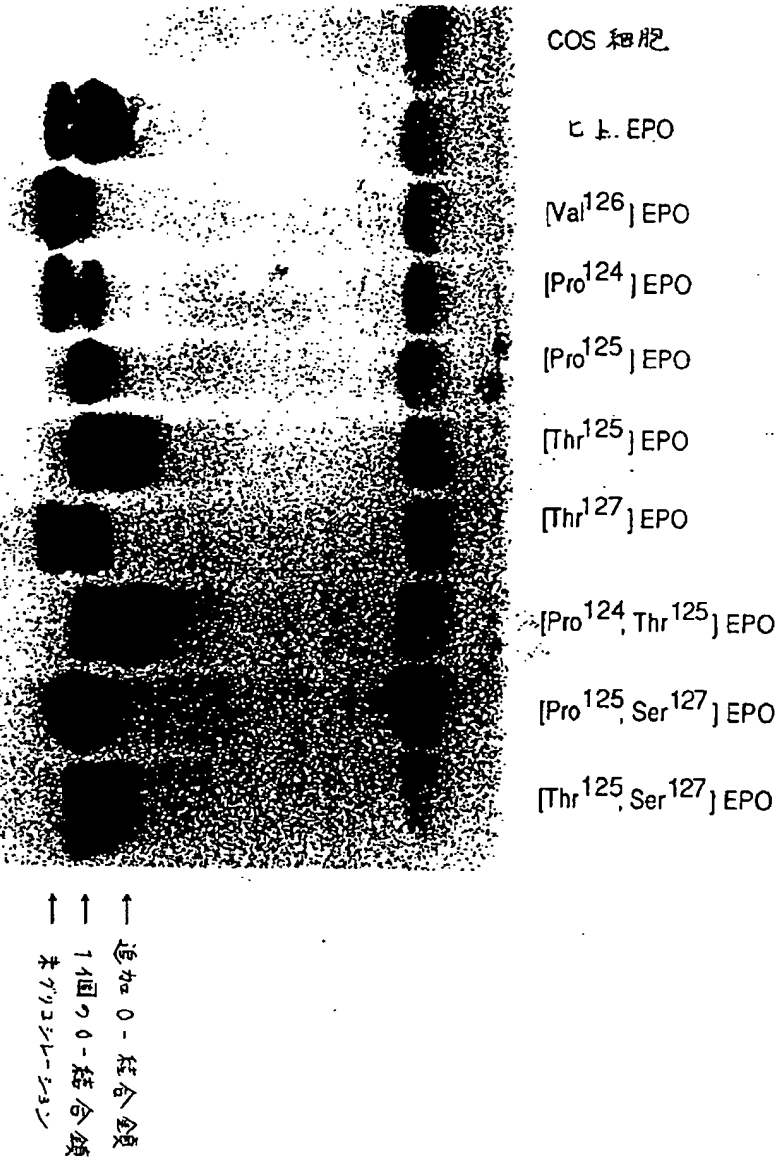 COS 細胞
ヒト EPO
[Val126] EPO
[Pro124] EPO
[Pro125] EPO
[Thr125] EPO
[Thr127] EPO
[Pro124, Thr125] EPO
[Pro125, Ser127] EPO
[Thr125, Ser127] EPO
← 追加 O-結合鎖
← 1個の O-結合鎖
← 未グリコシレーション